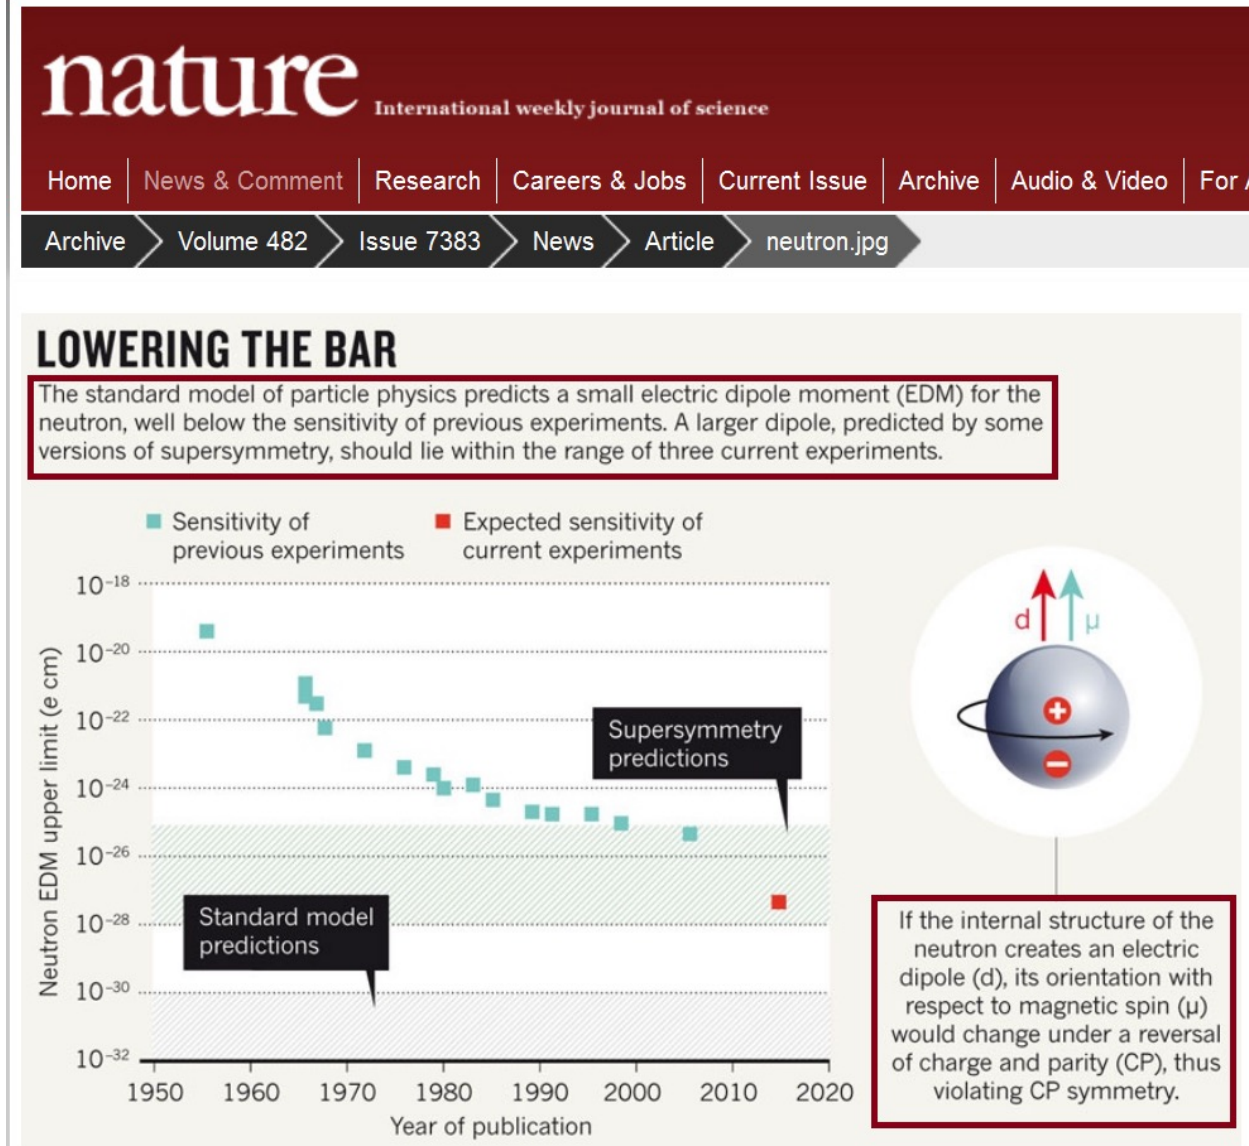 nature International weekly journal of science
Home News & Comment Research Careers & Jobs Current Issue Archive Audio & Video For
Archive Volume 482 Issue 7383 News Article neutron.jpg
LOWERING THE BAR
The standard model of particle physics predicts a small electric dipole moment (EDM) for the
neutron, well below the sensitivity of previous experiments. A larger dipole, predicted by some
versions of supersymmetry, should lie within the range of three current experiments.
Sensitivity of
previous experiments
Expected sensitivity of
current experiments
Neutron EDM upper limit (e cm)
10⁻¹⁸
10⁻²⁰
10⁻²²
10⁻²⁴
10⁻²⁶
10⁻²⁸
10⁻³⁰
10⁻³²
Supersymmetry
predictions
Standard model
predictions
1950 1960 1970 1980 1990 2000 2010 2020
Year of publication
d μ
+
−
If the internal structure of the
neutron creates an electric
dipole (d), its orientation with
respect to magnetic spin (μ)
would change under a reversal
of charge and parity (CP), thus
violating CP symmetry.